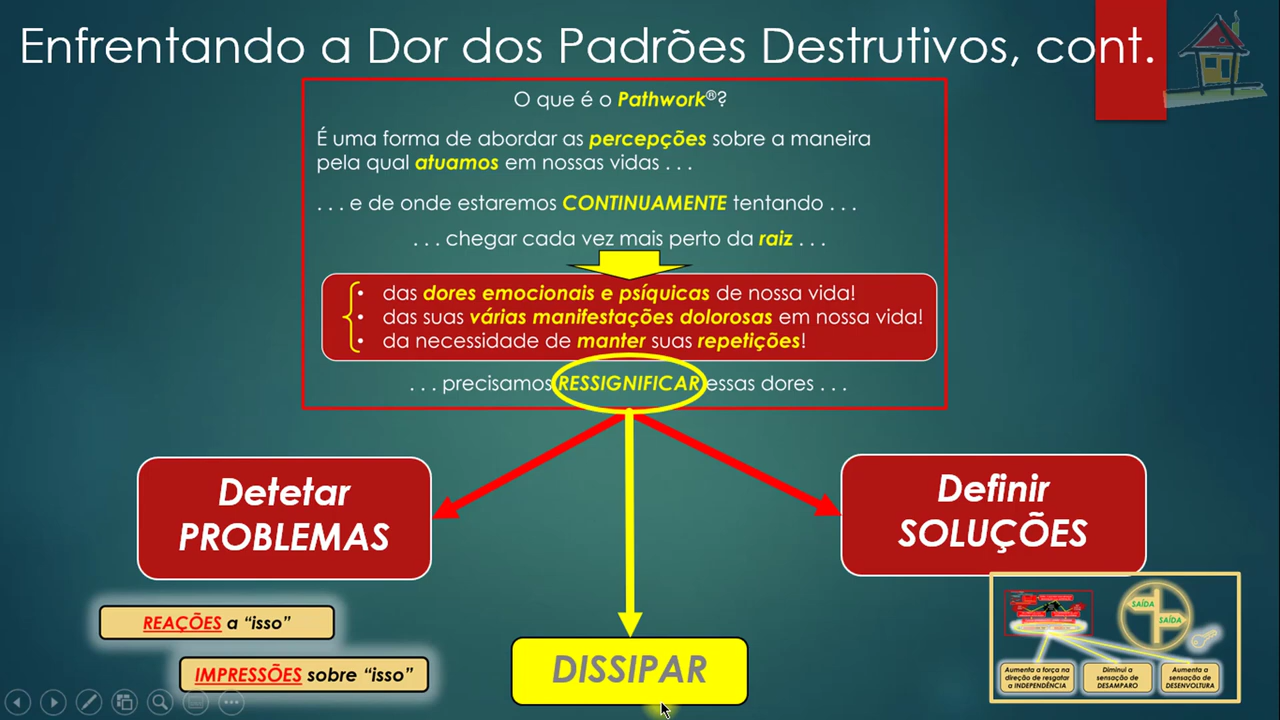 Enfrentando a Dor dos Padrões Destrutivos, cont.
O que é o Pathwork®?
É uma forma de abordar as percepções sobre a maneira
pela qual atuamos em nossas vidas . . .
. . . e de onde estaremos CONTINUAMENTE tentando . . .
. . . chegar cada vez mais perto da raiz . . .
• das dores emocionais e psíquicas de nossa vida!
• das suas várias manifestações dolorosas em nossa vida!
• da necessidade de manter suas repetições!
. . . precisamos RESSIGNIFICAR essas dores . . .
Detetar
PROBLEMAS
Definir
SOLUÇÕES
REAÇÕES a “isso”
IMPRESSÕES sobre “isso”
DISSIPAR
SAÍDA
SAÍDA
Aumenta a força na
direção de resgatar
a INDEPENDÊNCIA
Diminui a
sensação de
DESAMPARO
Aumenta a
sensação de
DESENVOLTURA